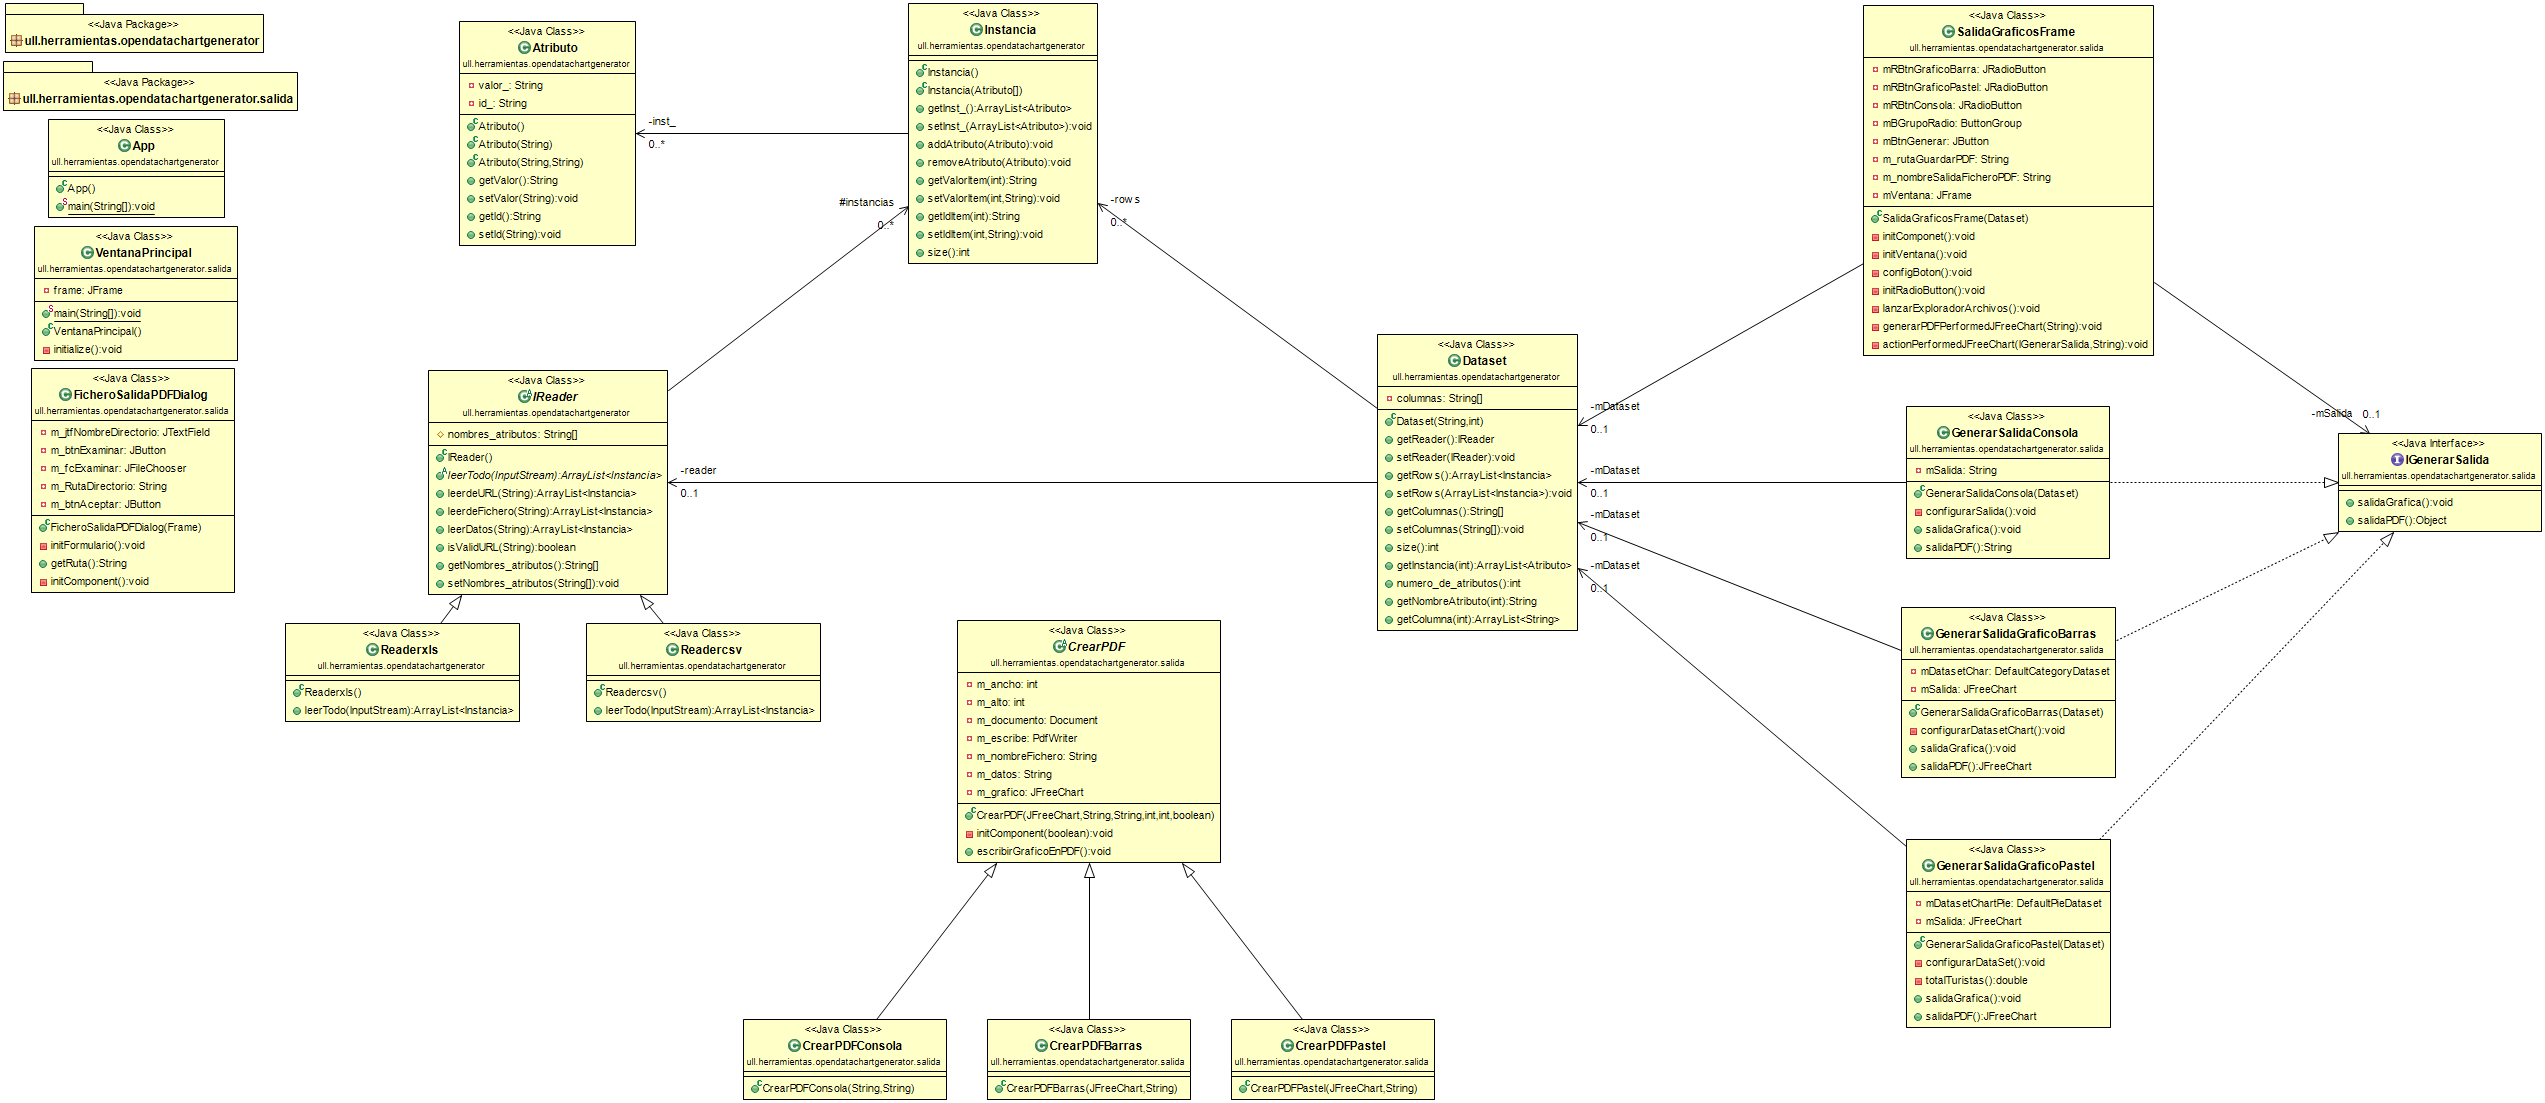 <<Java Package>>
ull.herramientas.opendatachartgenerator
<<Java Package>>
ull.herramientas.opendatachartgenerator.salida
<<Java Class>>
App
ull.herramientas.opendatachartgenerator
App()
main(String[]):void
<<Java Class>>
VentanaPrincipal
ull.herramientas.opendatachartgenerator.salida
frame: JFrame
main(String[]):void
VentanaPrincipal()
initialize():void
<<Java Class>>
FicheroSalidaPDFDialog
ull.herramientas.opendatachartgenerator.salida
m_jtfNombreDirectorio: JTextField
m_btnExaminar: JButton
m_fcExaminar: JFileChooser
m_RutaDirectorio: String
m_btnAceptar: JButton
FicheroSalidaPDFDialog(Frame)
initFormulario():void
getRuta():String
initComponent():void
<<Java Class>>
Atributo
ull.herramientas.opendatachartgenerator
valor_: String
id_: String
Atributo()
Atributo(String)
Atributo(String,String)
getValor():String
setValor(String):void
getId():String
setId(String):void
-inst_
0..*
<<Java Class>>
Instancia
ull.herramientas.opendatachartgenerator
Instancia()
Instancia(Atributo[])
getInst_():ArrayList<Atributo>
setInst_(ArrayList<Atributo>):void
addAtributo(Atributo):void
removeAtributo(Atributo):void
getValorItem(int):String
setValorItem(int,String):void
getIdItem(int):String
setIdItem(int,String):void
size():int
#instancias
0..*
-rows
0..*
<<Java Class>>
IReader
ull.herramientas.opendatachartgenerator
nombres_atributos: String[]
IReader()
leerTodo(InputStream):ArrayList<Instancia>
leerdeURL(String):ArrayList<Instancia>
leerdeFichero(String):ArrayList<Instancia>
leerDatos(String):ArrayList<Instancia>
isValidURL(String):boolean
getNombres_atributos():String[]
setNombres_atributos(String[]):void
-reader
0..1
<<Java Class>>
Readerxls
ull.herramientas.opendatachartgenerator
Readerxls()
leerTodo(InputStream):ArrayList<Instancia>
<<Java Class>>
Readercsv
ull.herramientas.opendatachartgenerator
Readercsv()
leerTodo(InputStream):ArrayList<Instancia>
<<Java Class>>
CrearPDF
ull.herramientas.opendatachartgenerator.salida
m_ancho: int
m_alto: int
m_documento: Document
m_escribe: PdfWriter
m_nombreFichero: String
m_datos: String
m_grafico: JFreeChart
CrearPDF(JFreeChart,String,String,int,int,boolean)
initComponent(boolean):void
escribirGraficoEnPDF():void
<<Java Class>>
CrearPDFConsola
ull.herramientas.opendatachartgenerator.salida
CrearPDFConsola(String,String)
<<Java Class>>
CrearPDFBarras
ull.herramientas.opendatachartgenerator.salida
CrearPDFBarras(JFreeChart,String)
<<Java Class>>
CrearPDFPastel
ull.herramientas.opendatachartgenerator.salida
CrearPDFPastel(JFreeChart,String)
<<Java Class>>
Dataset
ull.herramientas.opendatachartgenerator
columnas: String[]
Dataset(String,int)
getReader():IReader
setReader(IReader):void
getRows():ArrayList<Instancia>
setRows(ArrayList<Instancia>):void
getColumnas():String[]
setColumnas(String[]):void
size():int
getInstancia(int):ArrayList<Atributo>
numero_de_atributos():int
getNombreAtributo(int):String
getColumna(int):ArrayList<String>
-mDataset
0..1
-mDataset
0..1
-mDataset
0..1
-mDataset
0..1
<<Java Class>>
SalidaGraficosFrame
ull.herramientas.opendatachartgenerator.salida
mRBtnGraficoBarra: JRadioButton
mRBtnGraficoPastel: JRadioButton
mRBtnConsola: JRadioButton
mBGrupoRadio: ButtonGroup
mBtnGenerar: JButton
m_rutaGuardarPDF: String
m_nombreSalidaFicheroPDF: String
mVentana: JFrame
SalidaGraficosFrame(Dataset)
initComponet():void
initVentana():void
configBoton():void
initRadioButton():void
lanzarExploradorArchivos():void
generarPDFPerformedJFreeChart(String):void
actionPerformedJFreeChart(IGenerarSalida,String):void
-mSalida 0..1
<<Java Class>>
GenerarSalidaConsola
ull.herramientas.opendatachartgenerator.salida
mSalida: String
GenerarSalidaConsola(Dataset)
configurarSalida():void
salidaGrafica():void
salidaPDF():String
<<Java Interface>>
IGenerarSalida
ull.herramientas.opendatachartgenerator.salida
salidaGrafica():void
salidaPDF():Object
<<Java Class>>
GenerarSalidaGraficoBarras
ull.herramientas.opendatachartgenerator.salida
mDatasetChar: DefaultCategoryDataset
mSalida: JFreeChart
GenerarSalidaGraficoBarras(Dataset)
configurarDatasetChart():void
salidaGrafica():void
salidaPDF():JFreeChart
<<Java Class>>
GenerarSalidaGraficoPastel
ull.herramientas.opendatachartgenerator.salida
mDatasetChartPie: DefaultPieDataset
mSalida: JFreeChart
GenerarSalidaGraficoPastel(Dataset)
configurarDataSet():void
totalTuristas():double
salidaGrafica():void
salidaPDF():JFreeChart